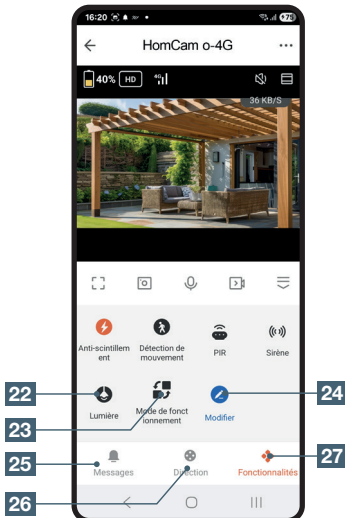 16:20
75
HomCam o-4G
40% HD 4G
36 KB/S
Anti-scintillem
ent
Détection de
mouvement
PIR
Sirène
22
Lumière
23
Mode de fonct
ionnement
24
Modifier
25
Messages
26
Direction
27
Fonctionnalités